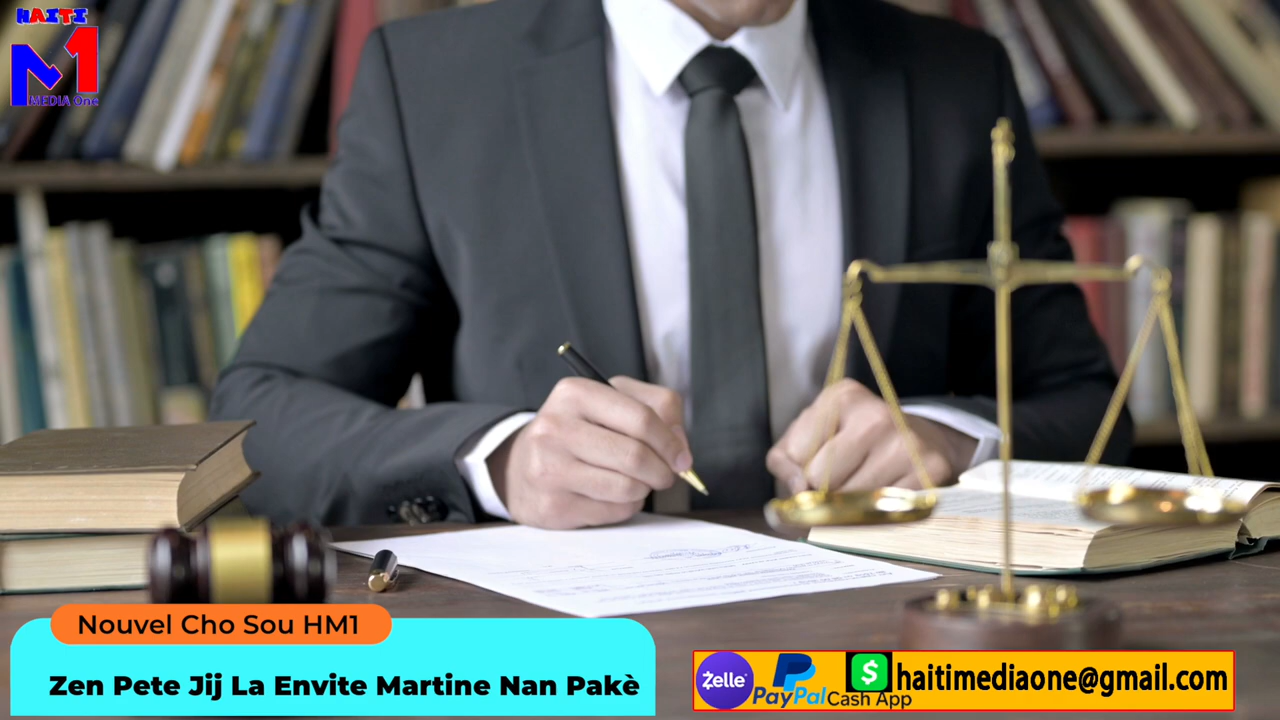 HAITI
M1
MEDIA One
Nouvel Cho Sou HM1
Zen Pete Jij La Envite Martine Nan Pakè
Zelle
PayPal
$
Cash App
haitimediaone@gmail.com